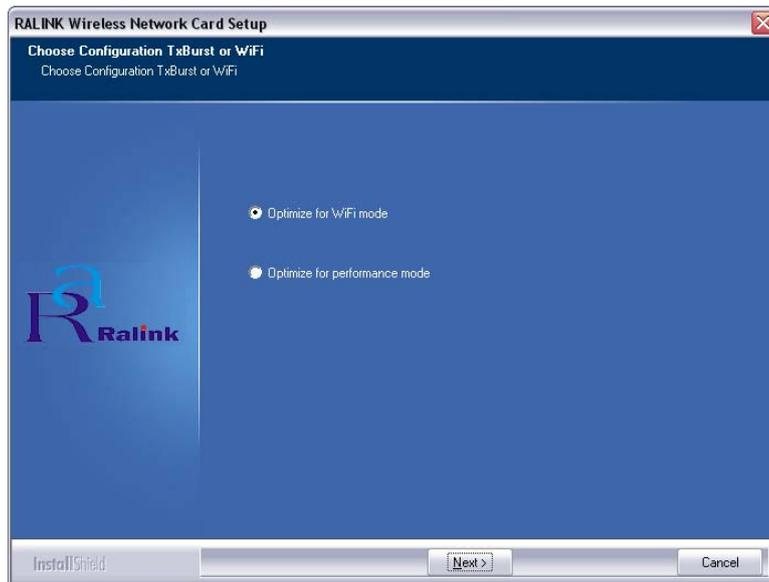 RALINK Wireless Network Card Setup
Choose Configuration TxBurst or WiFi
Choose Configuration TxBurst or WiFi
Optimize for WiFi mode
Optimize for performance mode
Ra
Ralink
InstallShield
Next >
Cancel